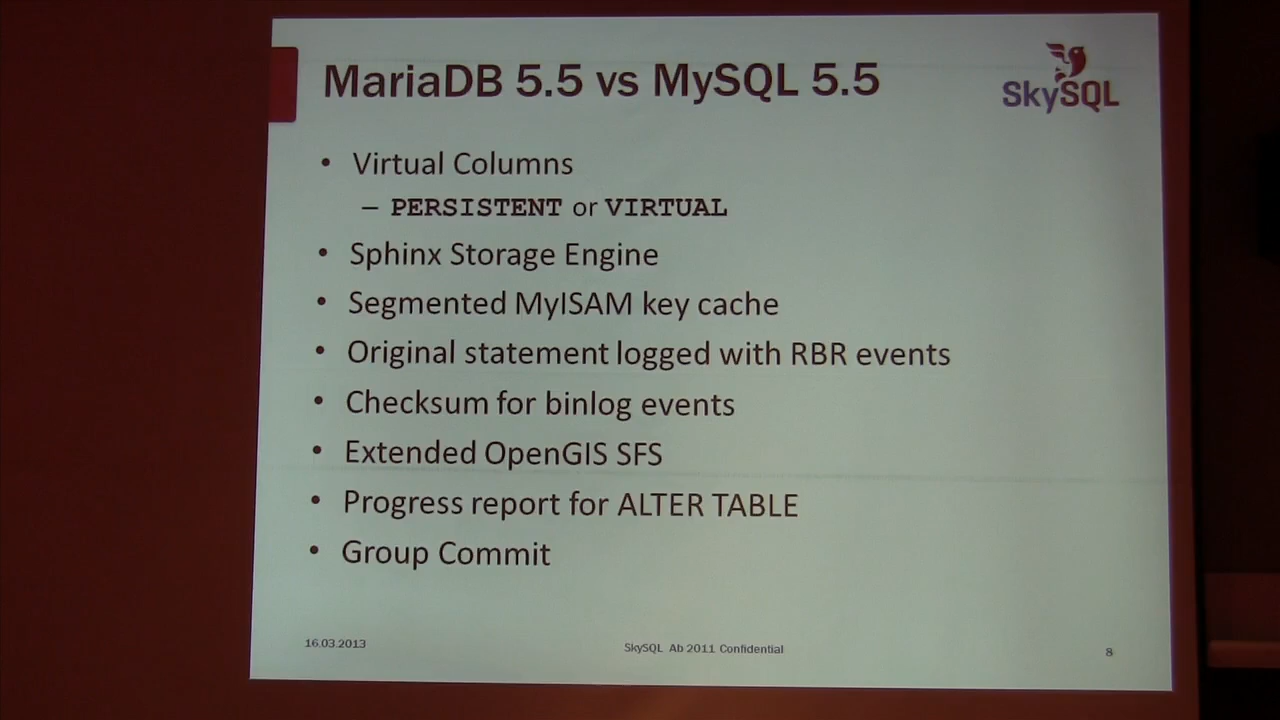 MariaDB 5.5 vs MySQL 5.5
SkySQL
• Virtual Columns
– PERSISTENT or VIRTUAL
• Sphinx Storage Engine
• Segmented MyISAM key cache
• Original statement logged with RBR events
• Checksum for binlog events
• Extended OpenGIS SFS
• Progress report for ALTER TABLE
• Group Commit
16.03.2013
SkySQL Ab 2011 Confidential
8